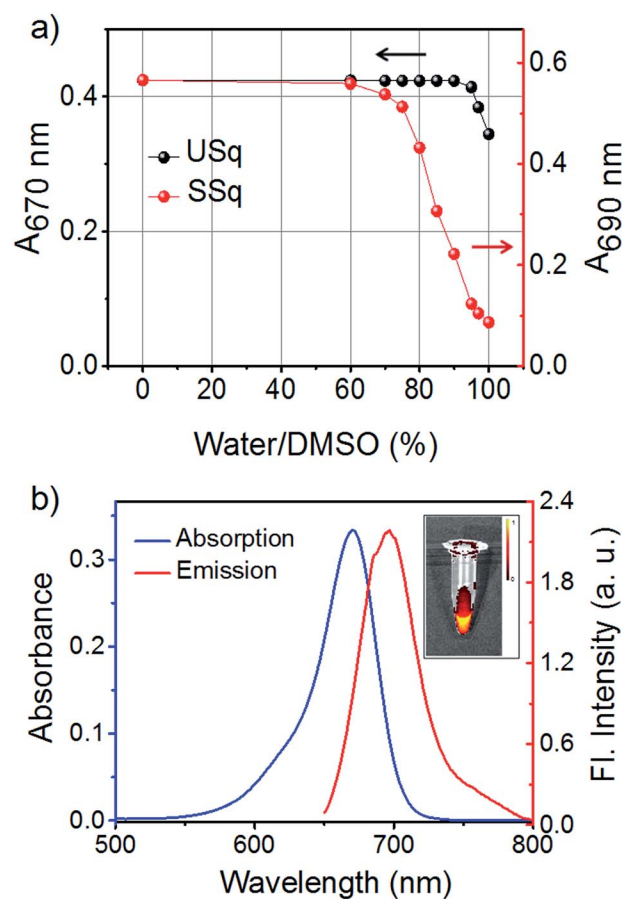 a)
0.4
0.2
0.0
A670 nm
USq
SSq
0.6
0.4
0.2
0.0
A690 nm
0 20 40 60 80 100
Water/DMSO (%)
b)
0.3
0.2
0.1
0.0
Absorbance
Absorption
Emission
1
0
2.4
1.8
1.2
0.6
0.0
Fl. Intensity (a. u.)
500 600 700 800
Wavelength (nm)